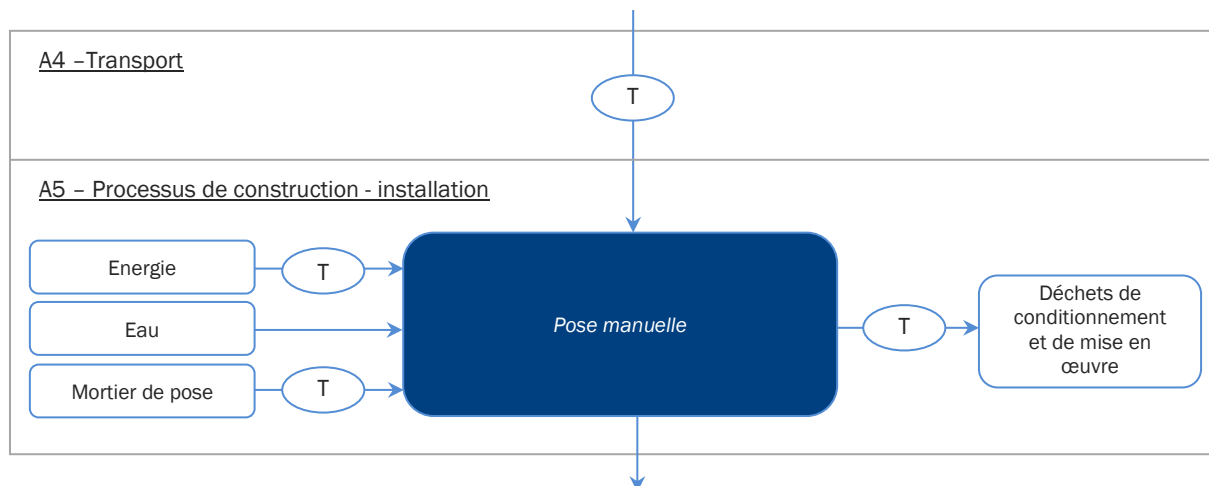 A4 –Transport
T
A5 – Processus de construction - installation
Energie
T
Eau
Mortier de pose
T
Pose manuelle
T
Déchets de
conditionnement
et de mise en
œuvre